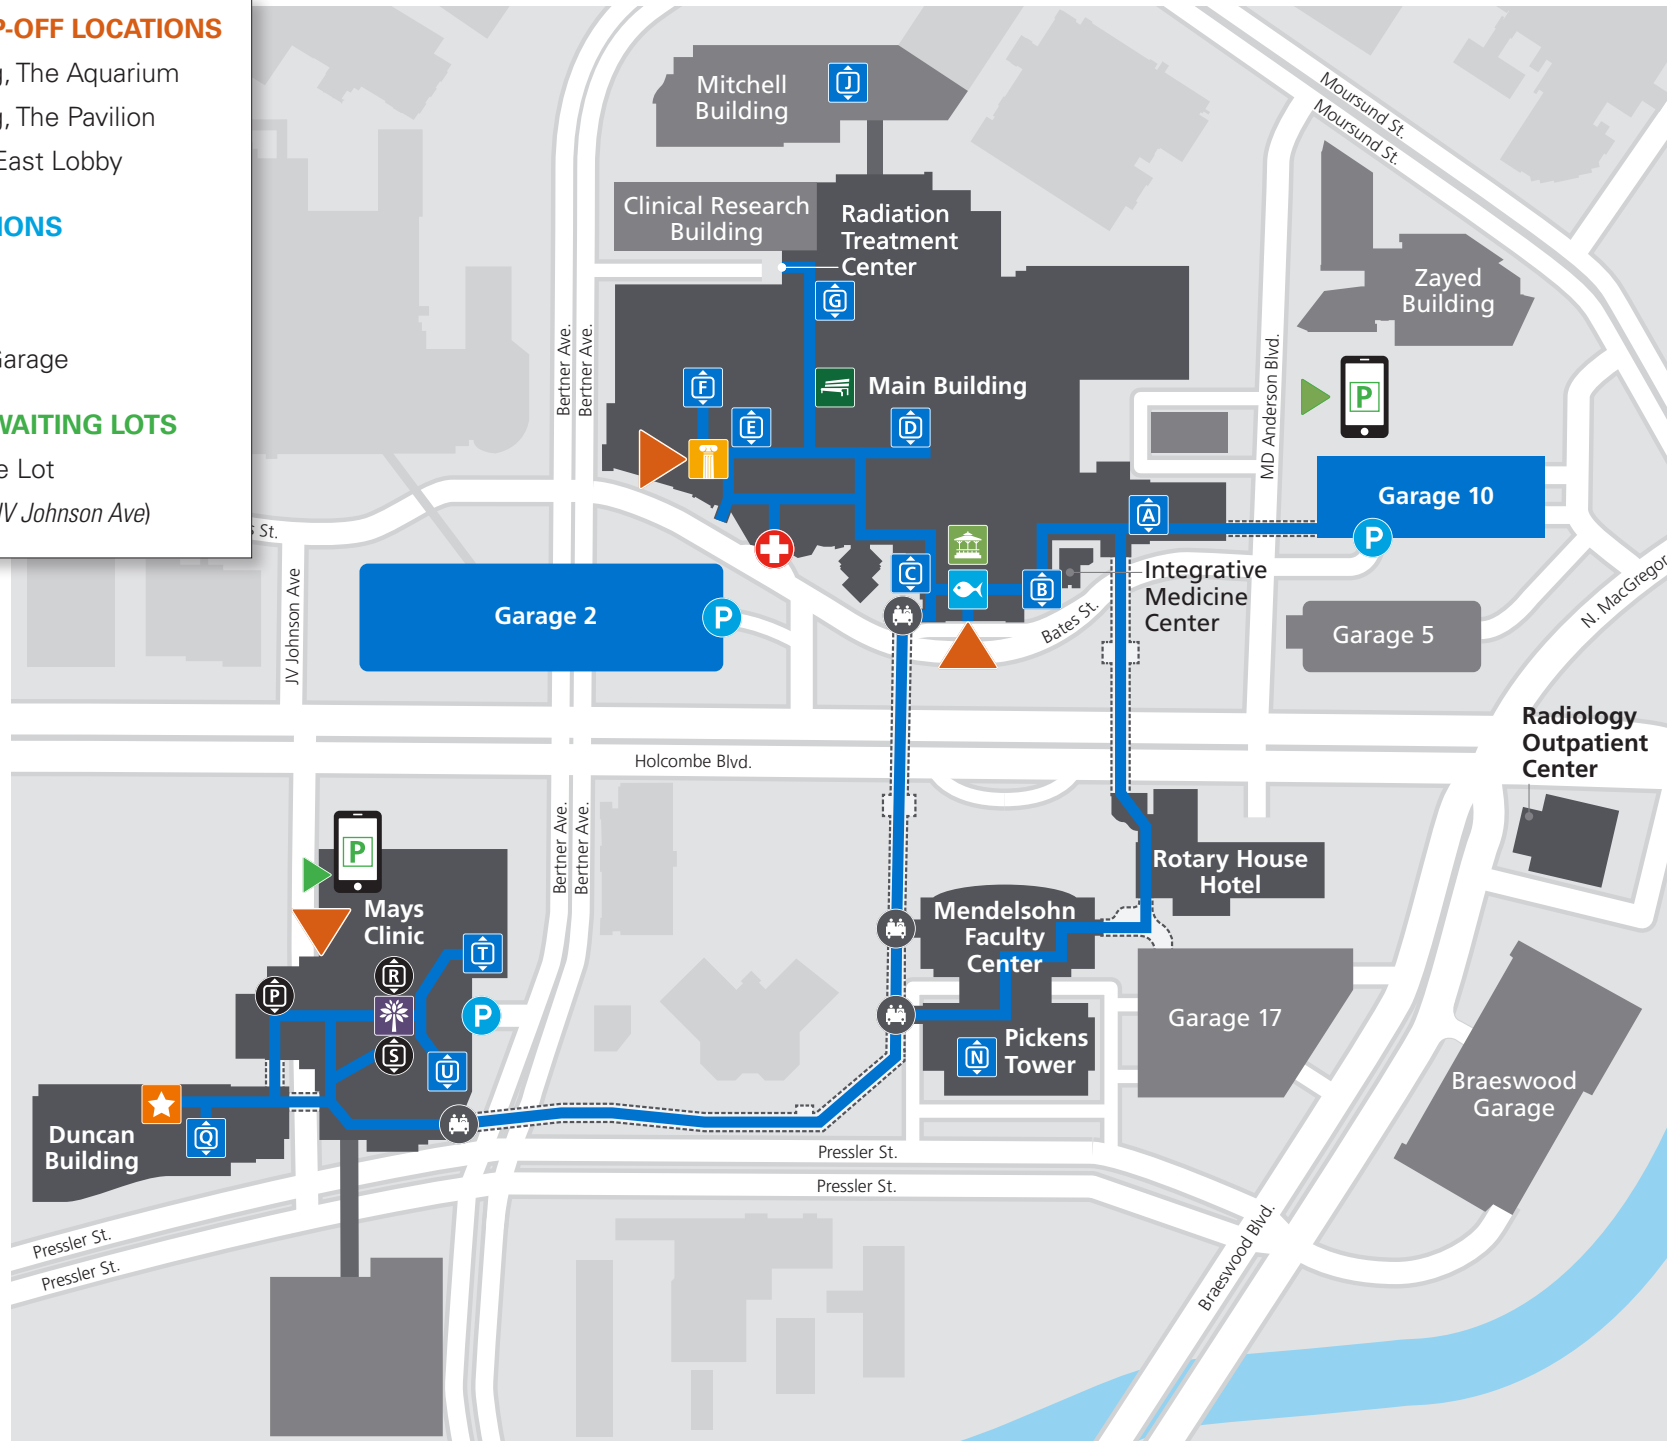 P-OFF LOCATIONS
g, The Aquarium
g, The Pavilion
East Lobby
IONS
Garage
WAITING LOTS
e Lot
JV Johnson Ave)
s St.
Mitchell
Building
J
Moursund St.
Moursund St.
Clinical Research
Building
Radiation
Treatment
Center
G
Zayed
Building
Bertner Ave.
Bertner Ave.
F
Main Building
E
D
MD Anderson Blvd.
P
Garage 10
A
P
C
B
Integrative
Medicine
Center
Bates St.
Garage 2
P
JV Johnson Ave
Garage 5
N. MacGregor
Radiology
Outpatient
Center
Holcombe Blvd.
Bertner Ave.
Bertner Ave.
P
Mays
Clinic
Rotary House
Hotel
Mendelsohn
Faculty
Center
T
R
P
P
S
U
Garage 17
N
Pickens
Tower
Braeswood
Garage
Duncan
Building
Q
Pressler St.
Pressler St.
Pressler St.
Pressler St.
Braeswood Blvd.